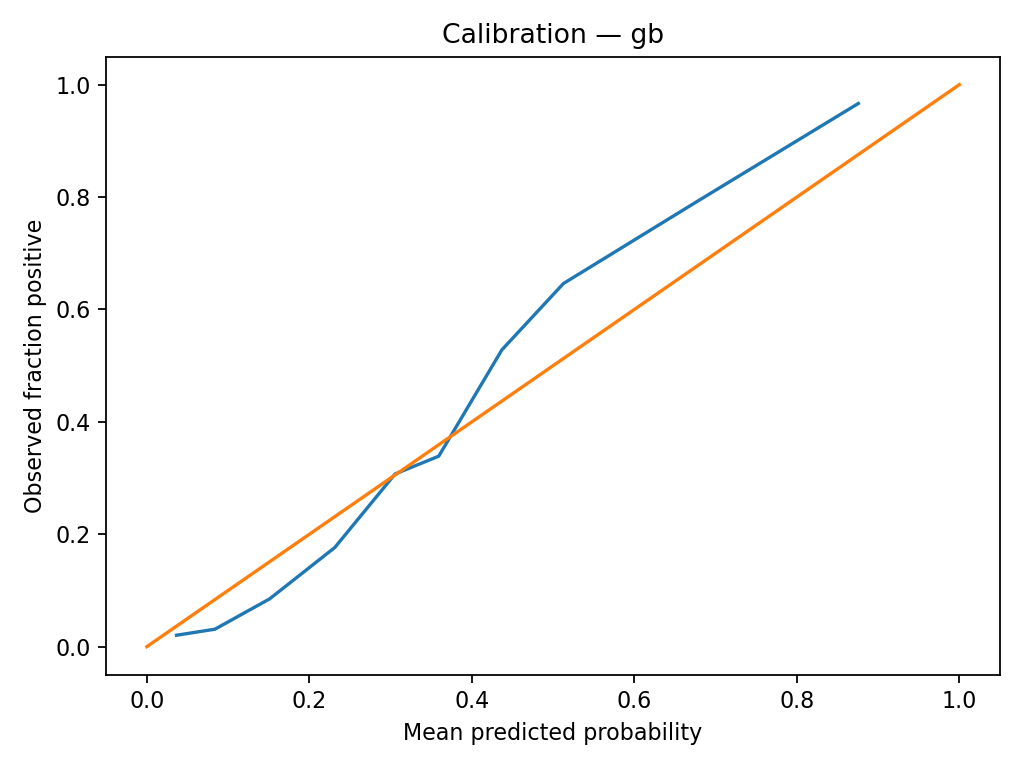 Calibration — gb
1.0
0.8
0.6
0.4
0.2
0.0
Observed fraction positive
0.0 0.2 0.4 0.6 0.8 1.0
Mean predicted probability